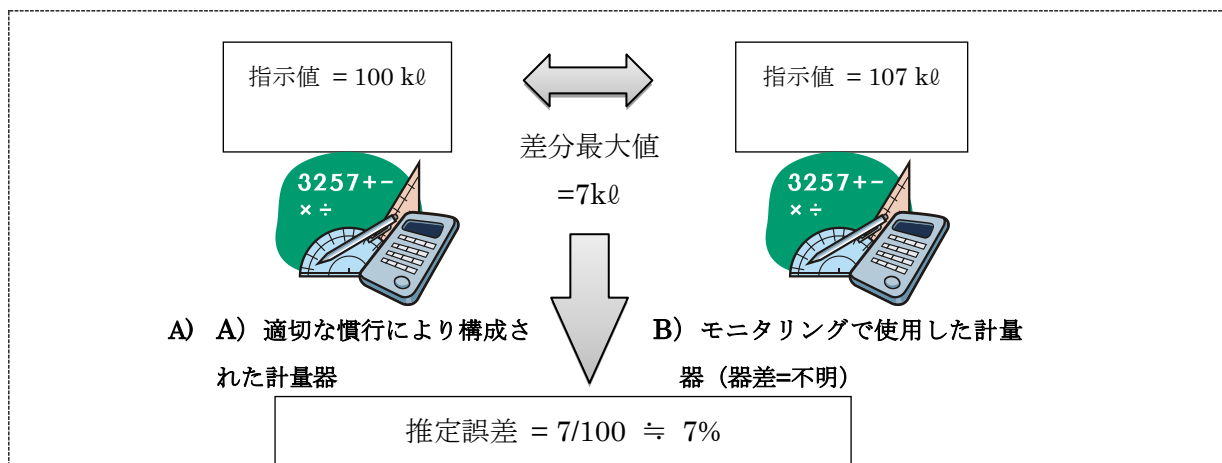 指示値 = 100 kℓ
指示値 = 107 kℓ
差分最大値
=7kℓ
3257+−
× ÷
3257+−
× ÷
A) A）適切な慣行により構成さ
れた計量器
B）モニタリングで使用した計量
器（器差=不明）
推定誤差 = 7/100 ≒ 7%